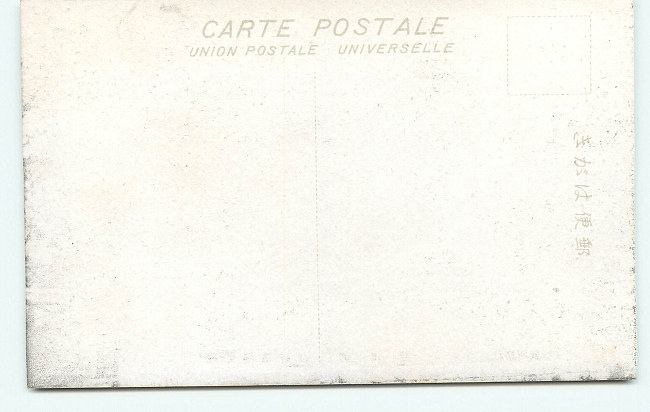 CARTE POSTALE
UNION POSTALE UNIVERSELLE
郵便はがき